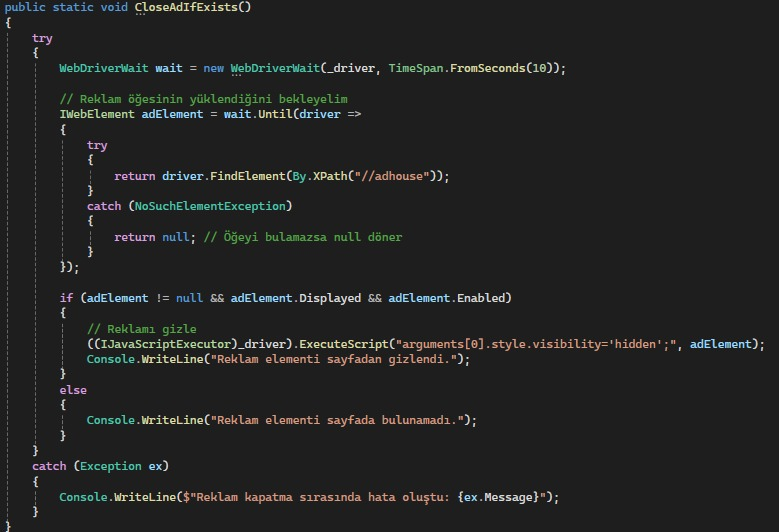 public static void CloseAdIfExists()
{
    try
    {
        WebDriverWait wait = new WebDriverWait(_driver, TimeSpan.FromSeconds(10));

        // Reklam öğesinin yüklendiğini bekleyelim
        IWebElement adElement = wait.Until(driver =>
        {
            try
            {
                return driver.FindElement(By.XPath("//adhouse"));
            }
            catch (NoSuchElementException)
            {
                return null; // Öğeyi bulamazsa null döner
            }
        });

        if (adElement != null && adElement.Displayed && adElement.Enabled)
        {
            // Reklamı gizle
            ((IJavaScriptExecutor)_driver).ExecuteScript("arguments[0].style.visibility='hidden';", adElement);
            Console.WriteLine("Reklam elementi sayfadan gizlendi.");
        }
        else
        {
            Console.WriteLine("Reklam elementi sayfada bulunamadı.");
        }
    }
    catch (Exception ex)
    {
        Console.WriteLine($"Reklam kapatma sırasında hata oluştu: {ex.Message}");
    }
}